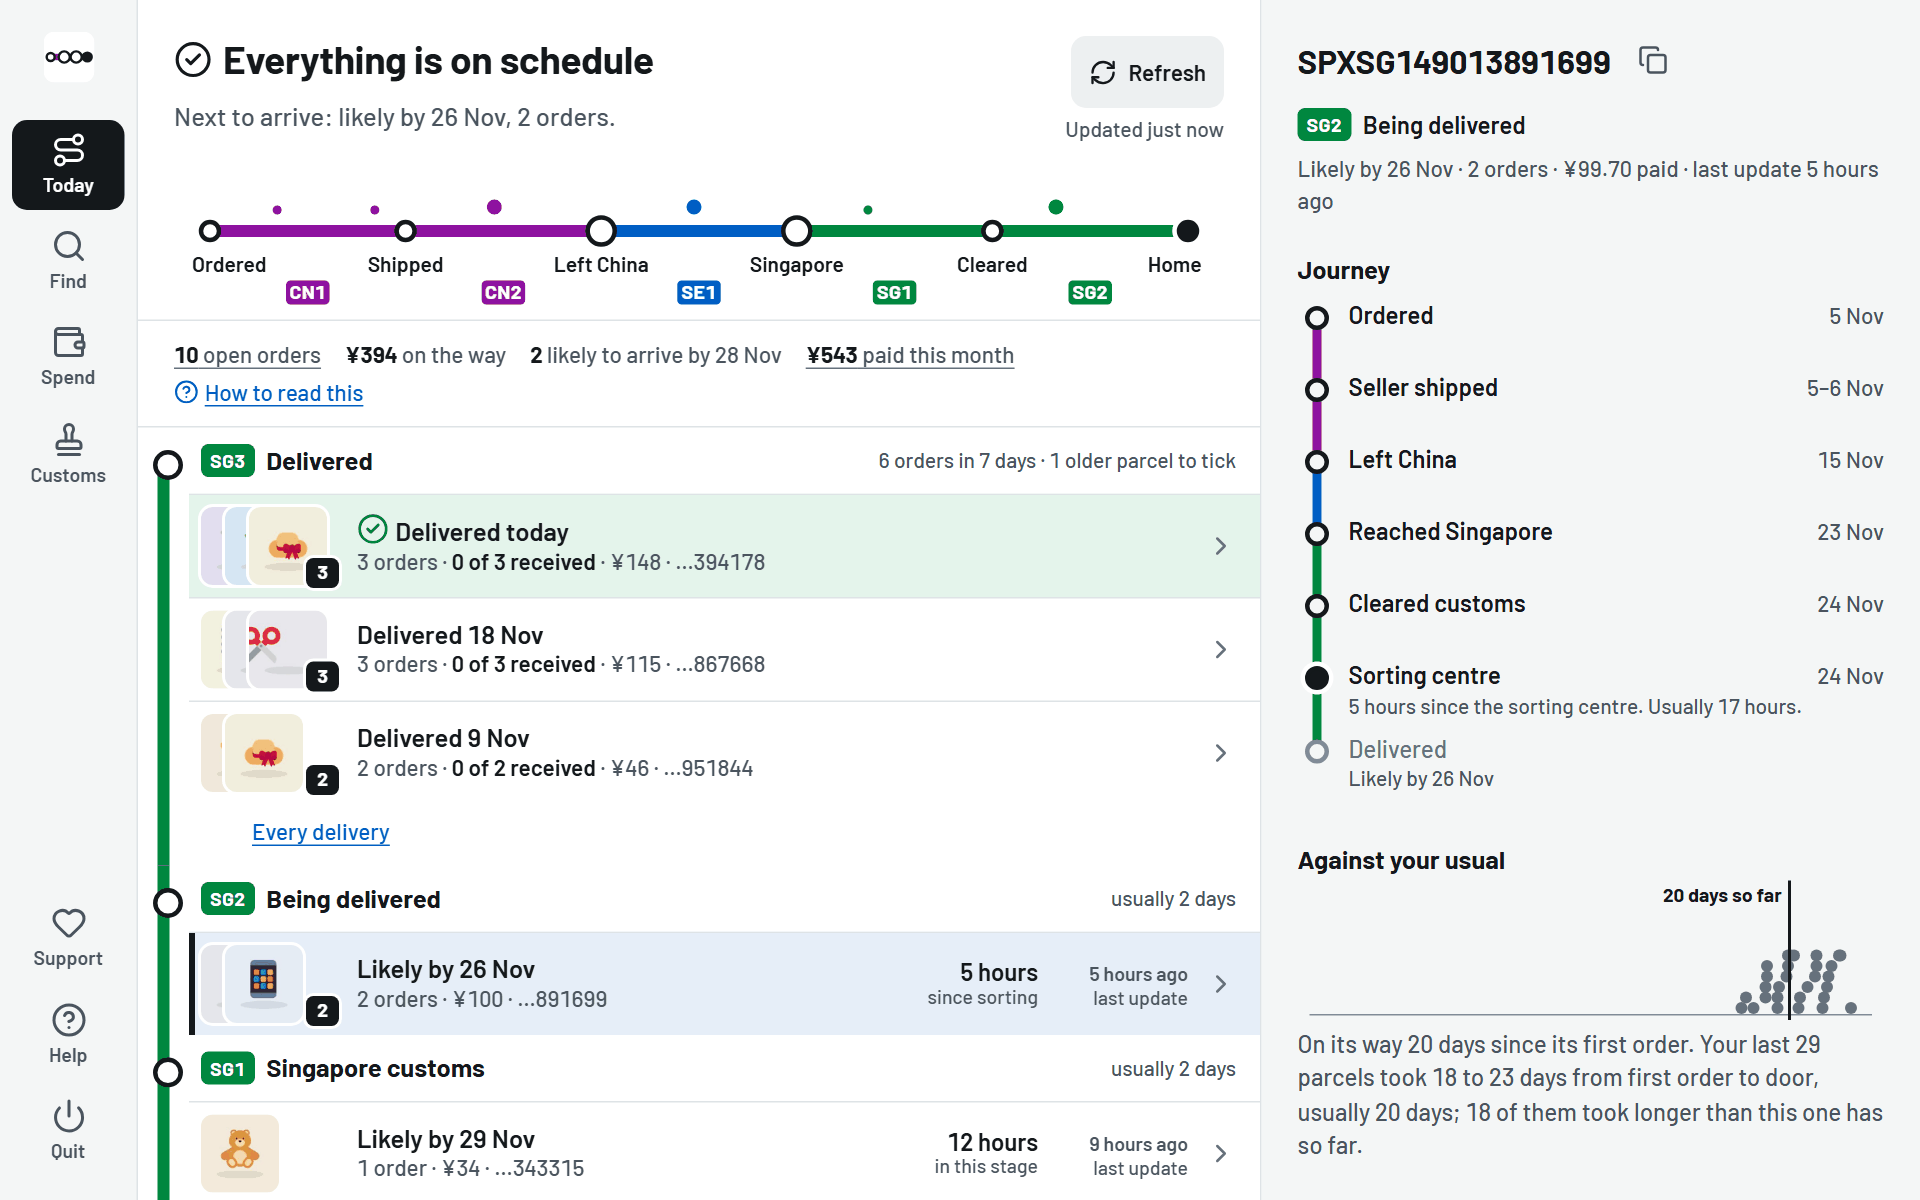 Today
Find
Spend
Customs
Support
Help
Quit
Everything is on schedule
Next to arrive: likely by 26 Nov, 2 orders.
Refresh
Updated just now
Ordered
Shipped
Left China
Singapore
Cleared
Home
CN1
CN2
SE1
SG1
SG2
10 open orders
¥394 on the way
2 likely to arrive by 28 Nov
¥543 paid this month
How to read this
SG3 Delivered
6 orders in 7 days · 1 older parcel to tick
Delivered today
3 orders · 0 of 3 received · ¥148 · ...394178
3
Delivered 18 Nov
3 orders · 0 of 3 received · ¥115 · ...867668
3
Delivered 9 Nov
2 orders · 0 of 2 received · ¥46 · ...951844
2
Every delivery
SG2 Being delivered
usually 2 days
Likely by 26 Nov
2 orders · ¥100 · ...891699
2
5 hours
since sorting
5 hours ago
last update
SG1 Singapore customs
usually 2 days
Likely by 29 Nov
1 order · ¥34 · ...343315
12 hours
in this stage
9 hours ago
last update
SPXSG149013891699
SG2 Being delivered
Likely by 26 Nov · 2 orders · ¥99.70 paid · last update 5 hours
ago
Journey
Ordered
5 Nov
Seller shipped
5–6 Nov
Left China
15 Nov
Reached Singapore
23 Nov
Cleared customs
24 Nov
Sorting centre
24 Nov
5 hours since the sorting centre. Usually 17 hours.
Delivered
Likely by 26 Nov
Against your usual
20 days so far
On its way 20 days since its first order. Your last 29
parcels took 18 to 23 days from first order to door,
usually 20 days; 18 of them took longer than this one has
so far.